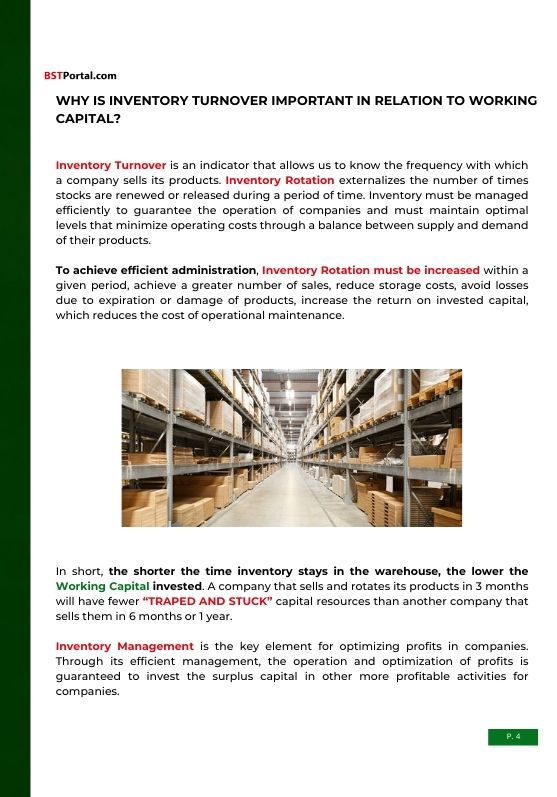 BSTPortal.com
WHY IS INVENTORY TURNOVER IMPORTANT IN RELATION TO WORKING
CAPITAL?
Inventory Turnover is an indicator that allows us to know the frequency with which
a company sells its products. Inventory Rotation externalizes the number of times
stocks are renewed or released during a period of time. Inventory must be managed
efficiently to guarantee the operation of companies and must maintain optimal
levels that minimize operating costs through a balance between supply and demand
of their products.
To achieve efficient administration, Inventory Rotation must be increased within a
given period, achieve a greater number of sales, reduce storage costs, avoid losses
due to expiration or damage of products, increase the return on invested capital,
which reduces the cost of operational maintenance.
In short, the shorter the time inventory stays in the warehouse, the lower the
Working Capital invested. A company that sells and rotates its products in 3 months
will have fewer “TRAPED AND STUCK” capital resources than another company that
sells them in 6 months or 1 year.
Inventory Management is the key element for optimizing profits in companies.
Through its efficient management, the operation and optimization of profits is
guaranteed to invest the surplus capital in other more profitable activities for
companies.
P. 4